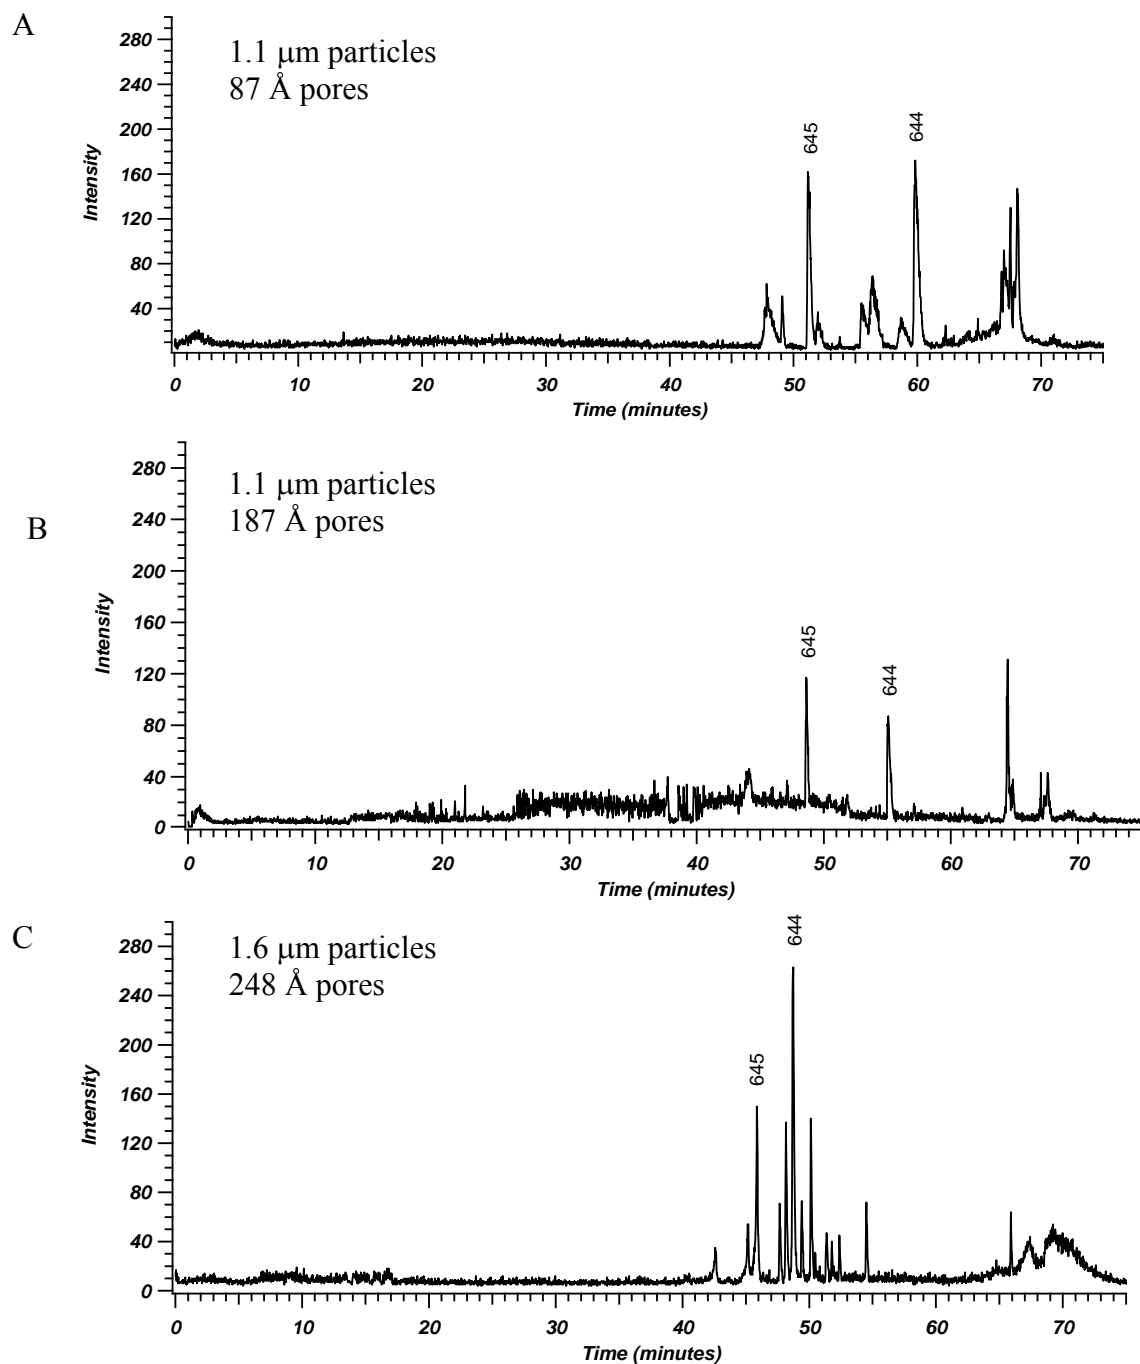 A
1.1 µm particles
87 Å pores
280
240
200
160
120
80
40
Intensity
645
644
0 10 20 30 40 50 60 70
Time (minutes)
B
1.1 µm particles
187 Å pores
280
240
200
160
120
80
40
0
Intensity
645
644
0 10 20 30 40 50 60 70
Time (minutes)
C
1.6 µm particles
248 Å pores
280
240
200
160
120
80
40
0
Intensity
645
644
0 10 20 30 40 50 60 70
Time (minutes)